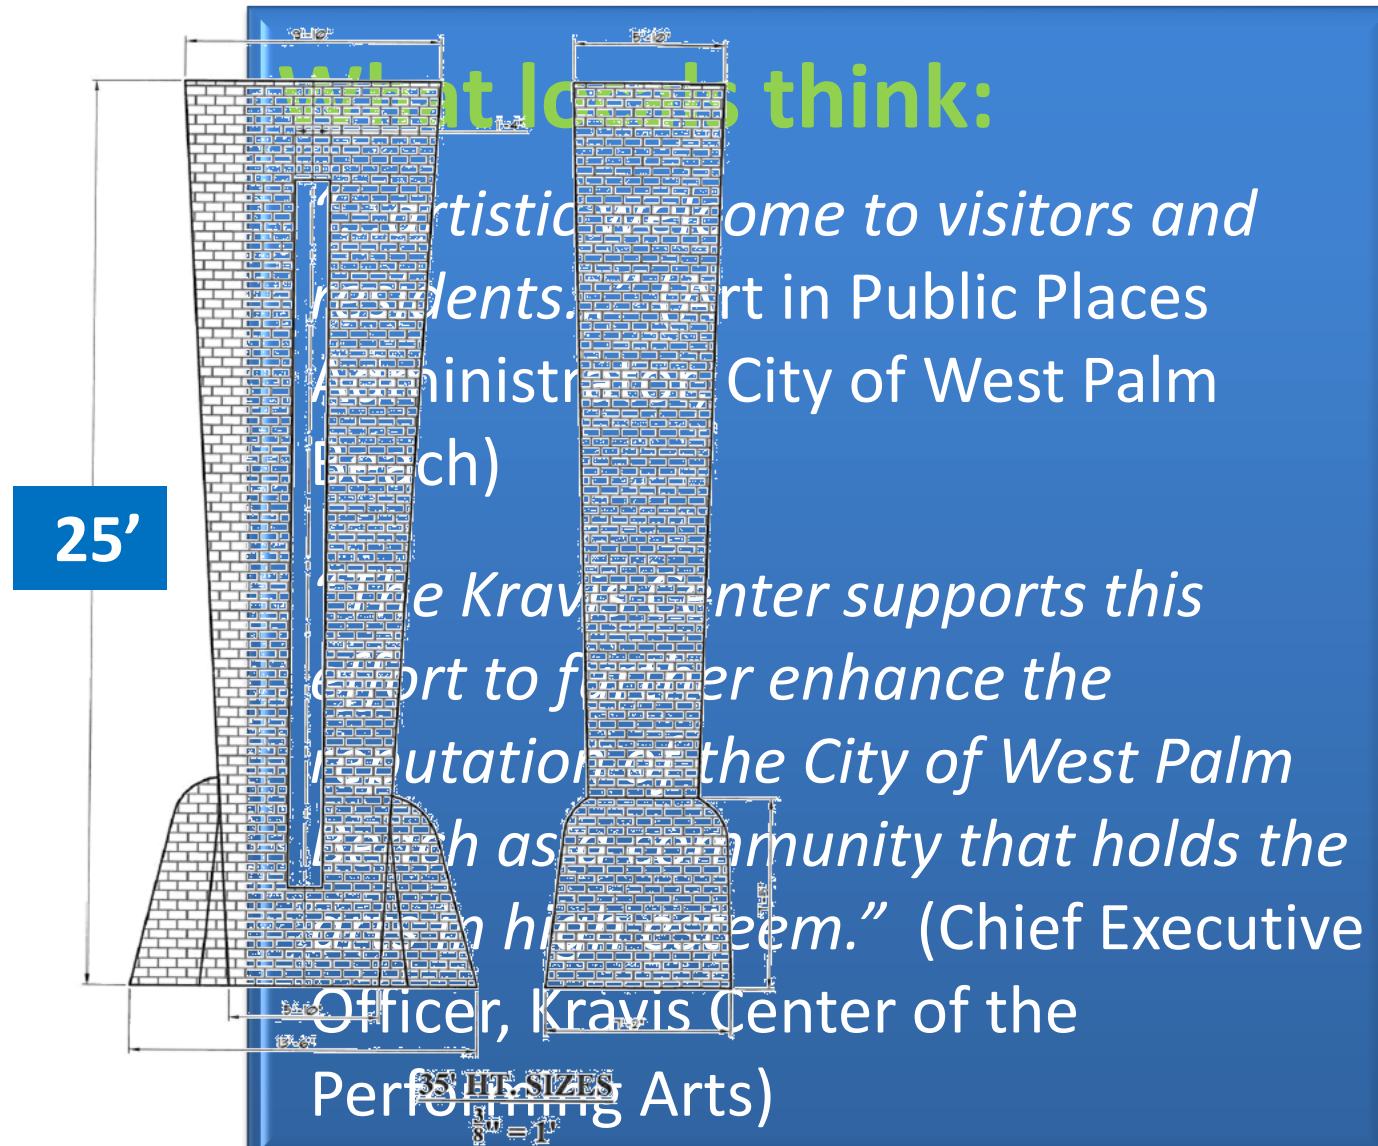 What locals think:
artistic welcome to visitors and
residents.” (Art in Public Places
Administrator, City of West Palm
Beach)
25’
“The Kravis Center supports this
effort to further enhance the
reputation of the City of West Palm
Beach as a community that holds the
arts in high esteem.” (Chief Executive
Officer, Kravis Center of the
Performing Arts)
35' HT. SIZES
3/8" = 1'